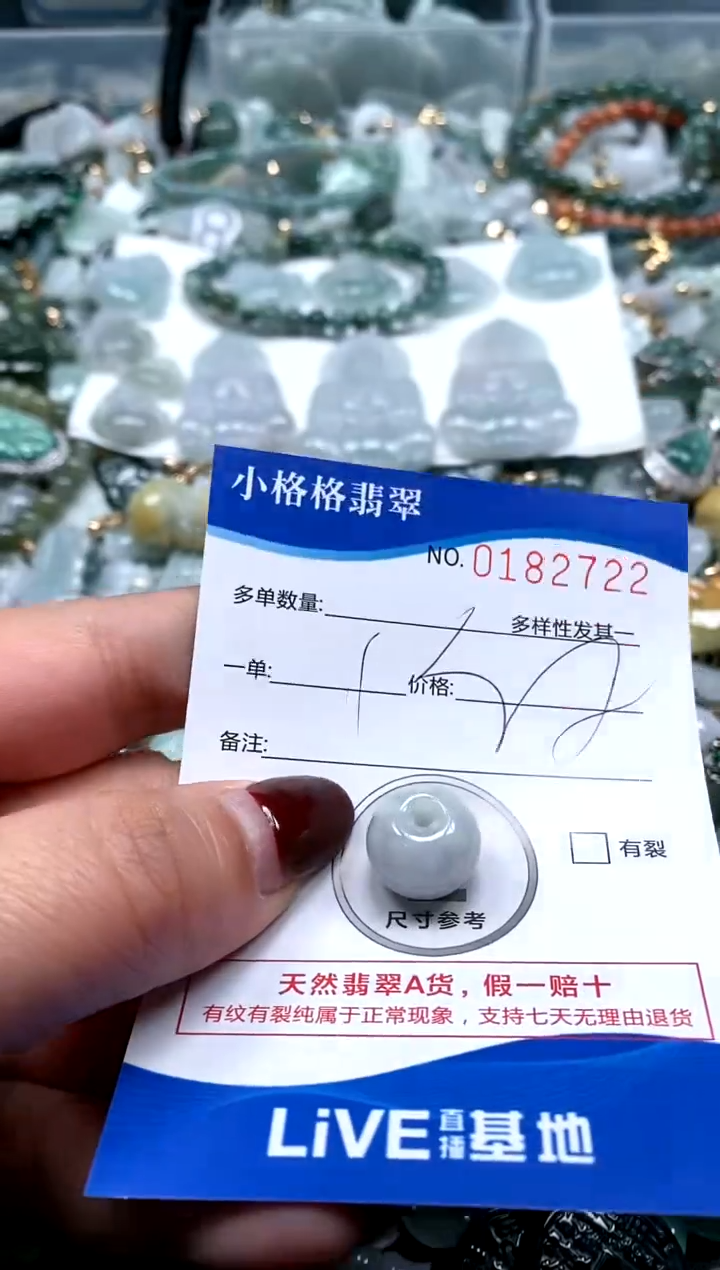 小格格翡翠
NO. 0182722
多单数量:
多样性发其一
一单:
价格:
备注:
有裂
尺寸参考
天然翡翠A货，假一赔十
有纹有裂纯属于正常现象，支持七天无理由退货
LiVE直播基地